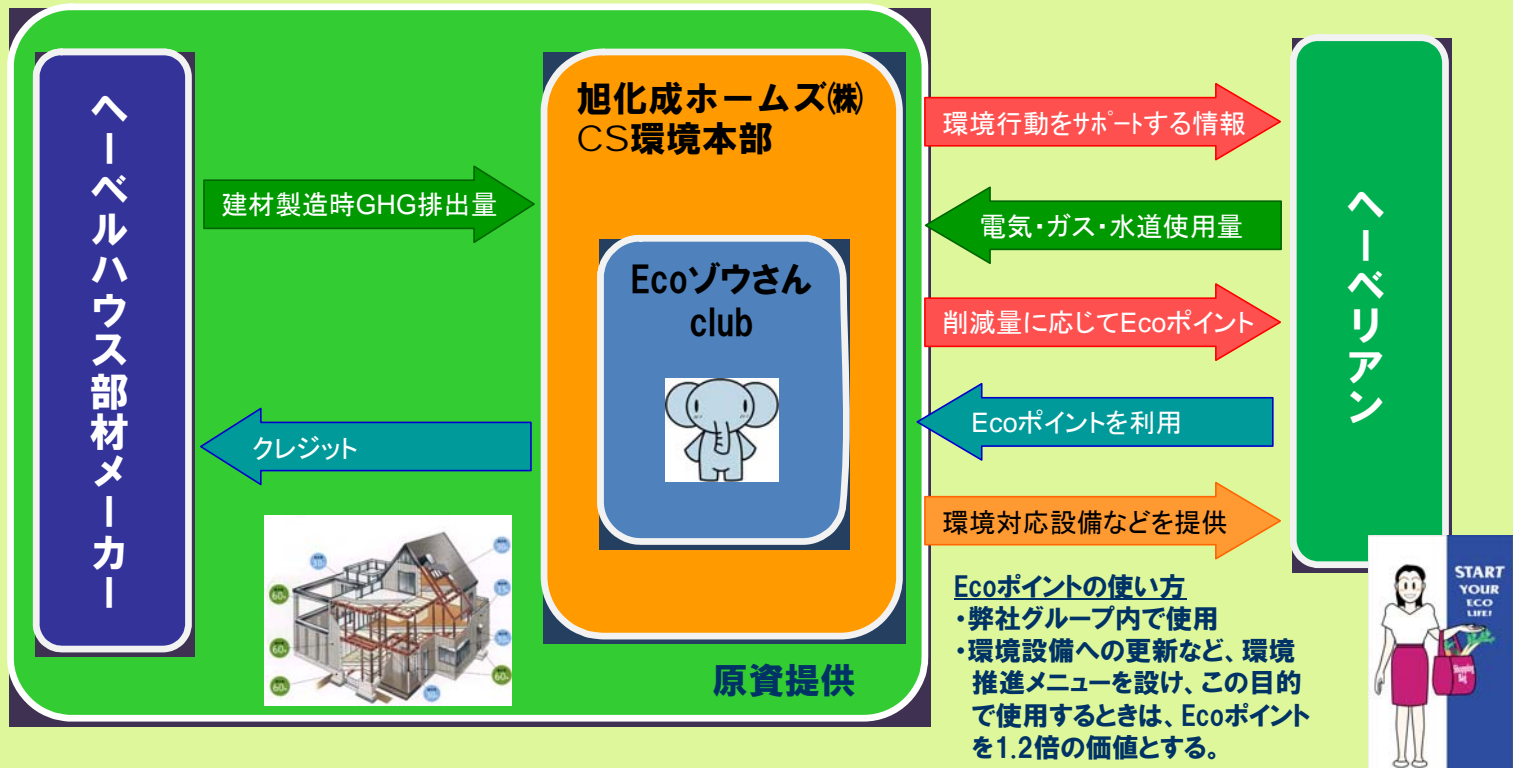 ヘーベルハウス部材メーカー
建材製造時GHG排出量
クレジット
旭化成ホームズ㈱
CS環境本部
Ecoゾウさん
club
原資提供
環境行動をｻﾎﾟｰﾄする情報
電気・ガス・水道使用量
削減量に応じてEcoポイント
Ecoポイントを利用
環境対応設備などを提供
ヘーベリアン
Ecoポイントの使い方
・弊社グループ内で使用
・環境設備への更新など、環境
推進メニューを設け、この目的
で使用するときは、Ecoポイント
を1.2倍の価値とする。
START
YOUR
ECO
LIFE!
Shopping
Bag